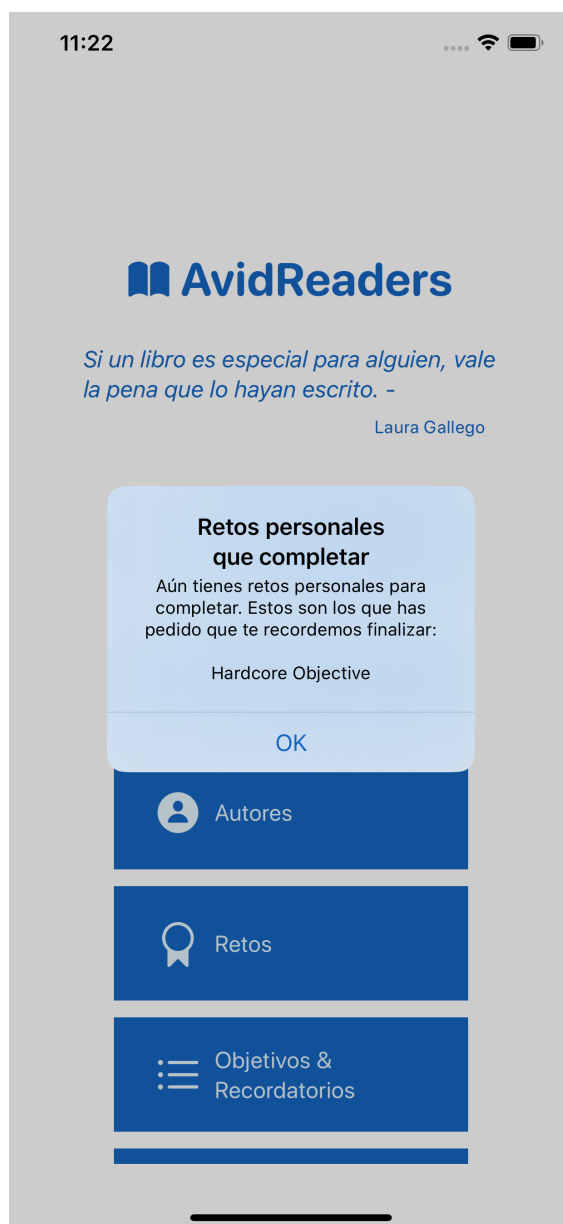 11:22
AvidReaders
Si un libro es especial para alguien, vale
la pena que lo hayan escrito. -
Laura Gallego
Retos personales
que completar
Aún tienes retos personales para
completar. Estos son los que has
pedido que te recordemos finalizar:
Hardcore Objective
OK
Autores
Retos
Objetivos &
Recordatorios